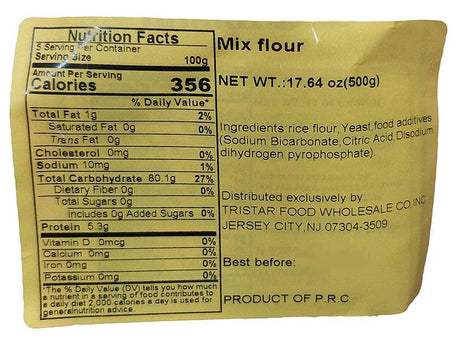 Nutrition Facts
5 Serving Per Container
Serving Size 100g
Amount Per Serving
Calories 356
% Daily Value*
Total Fat 1g 2%
Saturated Fat 0g 0%
Trans Fat 0g
Cholesterol 0mg 0%
Sodium 10mg 1%
Total Carbohydrate 80.1g 27%
Dietary Fiber 0g 0%
Total Sugars 0g
Includes 0g Added Sugars 0%
Protein 5.3g
Vitamin D 0mcg 0%
Calcium 0mg 0%
Iron 0mg 0%
Potassium 0mg 0%
*The % Daily Value (DV) tells you how much
a nutrient in a serving of food contributes to
a daily diet 2,000 calories a day is used for
generalnutrition advice.
Mix flour
NET WT.:17.64 oz(500g)
Ingredients:rice flour,Yeast,food additives
(Sodium Bicarbonate,Citric Acid,Disodium
dihydrogen pyrophosphate).
Distributed exclusively by:
TRISTAR FOOD WHOLESALE CO.INC
JERSEY CITY,NJ.07304-3509
Best before:
PRODUCT OF P.R.C